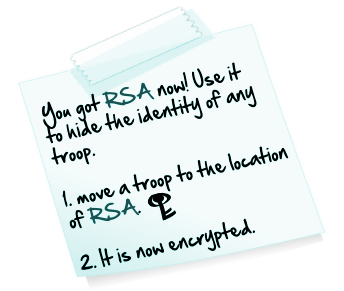 You got RSA now! Use it
to hide the identity of any
troop.
1. move a troop to the location
of RSA.
2. It is now encrypted.